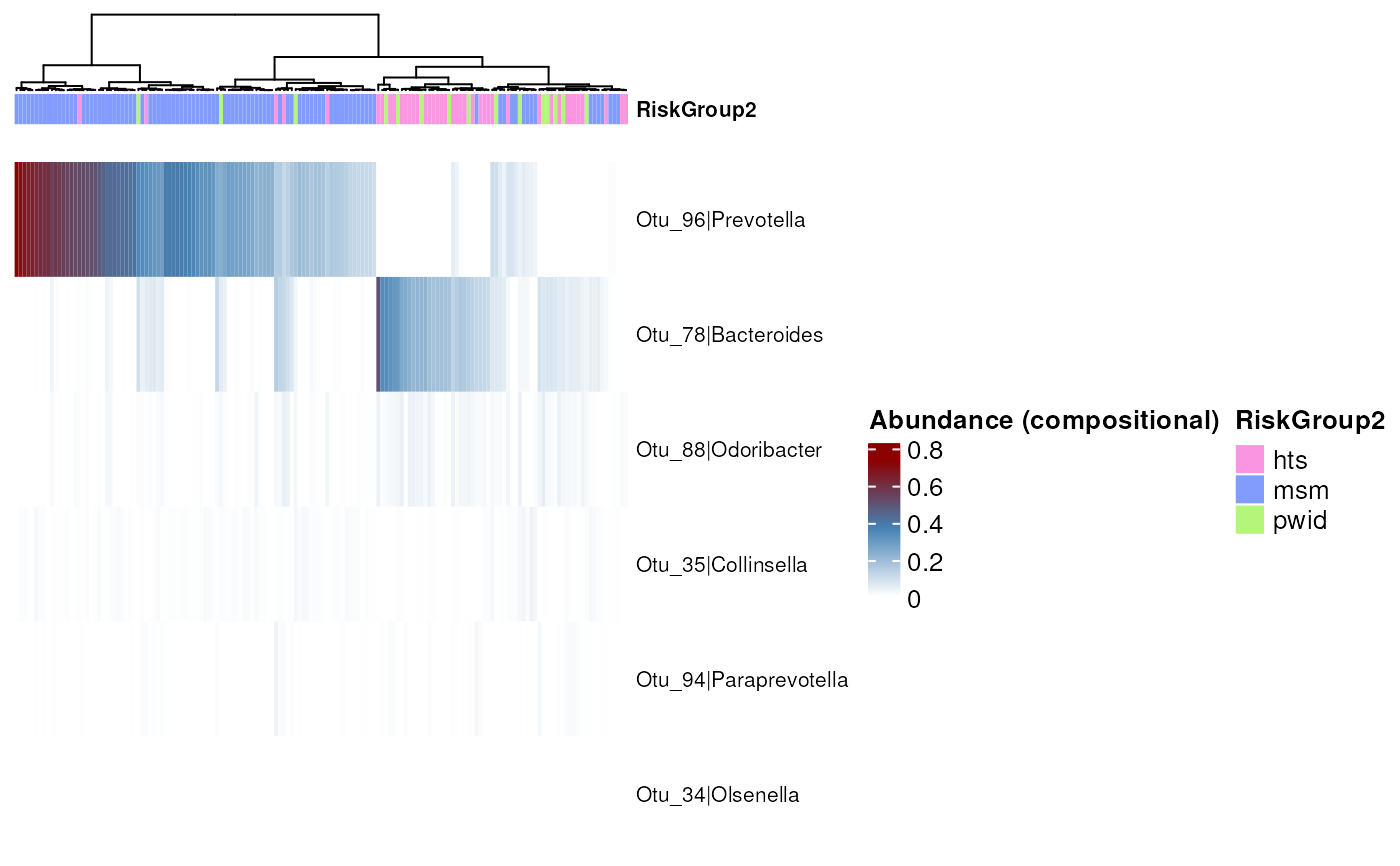 RiskGroup2
Otu_96|Prevotella
Otu_78|Bacteroides
Otu_88|Odoribacter
Otu_35|Collinsella
Otu_94|Paraprevotella
Otu_34|Olsenella
Abundance (compositional)
0.8
0.6
0.4
0.2
0
RiskGroup2
hts
msm
pwid